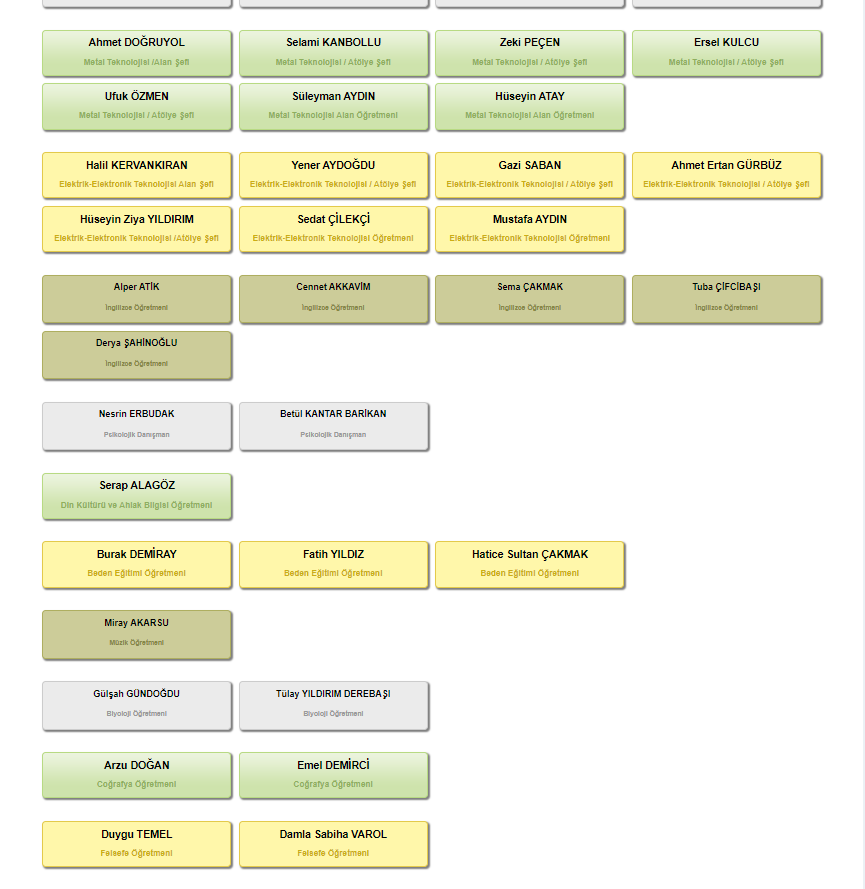 Ahmet DOĞRUYOL
Metal Teknolojisi /Alan Şefi
Selami KANBOLLU
Metal Teknolojisi / Atölye Şefi
Zeki PEÇEN
Metal Teknolojisi / Atölye Şefi
Ersel KULCU
Metal Teknolojisi / Atölye Şefi
Ufuk ÖZMEN
Metal Teknolojisi / Atölye Şefi
Süleyman AYDIN
Metal Teknolojisi Alan Öğretmeni
Hüseyin ATAY
Metal Teknolojisi Alan Öğretmeni
Halil KERVANKIRAN
Elektrik-Elektronik Teknolojisi Alan Şefi
Yener AYDOĞDU
Elektrik-Elektronik Teknolojisi / Atölye Şefi
Gazi SABAN
Elektrik-Elektronik Teknolojisi / Atölye Şefi
Ahmet Ertan GÜRBÜZ
Elektrik-Elektronik Teknolojisi / Atölye Şefi
Hüseyin Ziya YILDIRIM
Elektrik-Elektronik Teknolojisi /Atölye Şefi
Sedat ÇİLEKÇİ
Elektrik-Elektronik Teknolojisi Öğretmeni
Mustafa AYDIN
Elektrik-Elektronik Teknolojisi Öğretmeni
Alper ATİK
İngilizce Öğretmeni
Cennet AKKAVİM
İngilizce Öğretmeni
Sema ÇAKMAK
İngilizce Öğretmeni
Tuba ÇİFCİBAŞI
İngilizce Öğretmeni
Derya ŞAHİNOĞLU
İngilizce Öğretmeni
Nesrin ERBUDAK
Psikolojik Danışman
Betül KANTAR BARİKAN
Psikolojik Danışman
Serap ALAGÖZ
Din Kültürü ve Ahlak Bilgisi Öğretmeni
Burak DEMİRAY
Beden Eğitimi Öğretmeni
Fatih YILDIZ
Beden Eğitimi Öğretmeni
Hatice Sultan ÇAKMAK
Beden Eğitimi Öğretmeni
Miray AKARSU
Müzik Öğretmeni
Gülşah GÜNDOĞDU
Biyoloji Öğretmeni
Tülay YILDIRIM DEREBAŞI
Biyoloji Öğretmeni
Arzu DOĞAN
Coğrafya Öğretmeni
Emel DEMİRCİ
Coğrafya Öğretmeni
Duygu TEMEL
Felsefe Öğretmeni
Damla Sabiha VAROL
Felsefe Öğretmeni